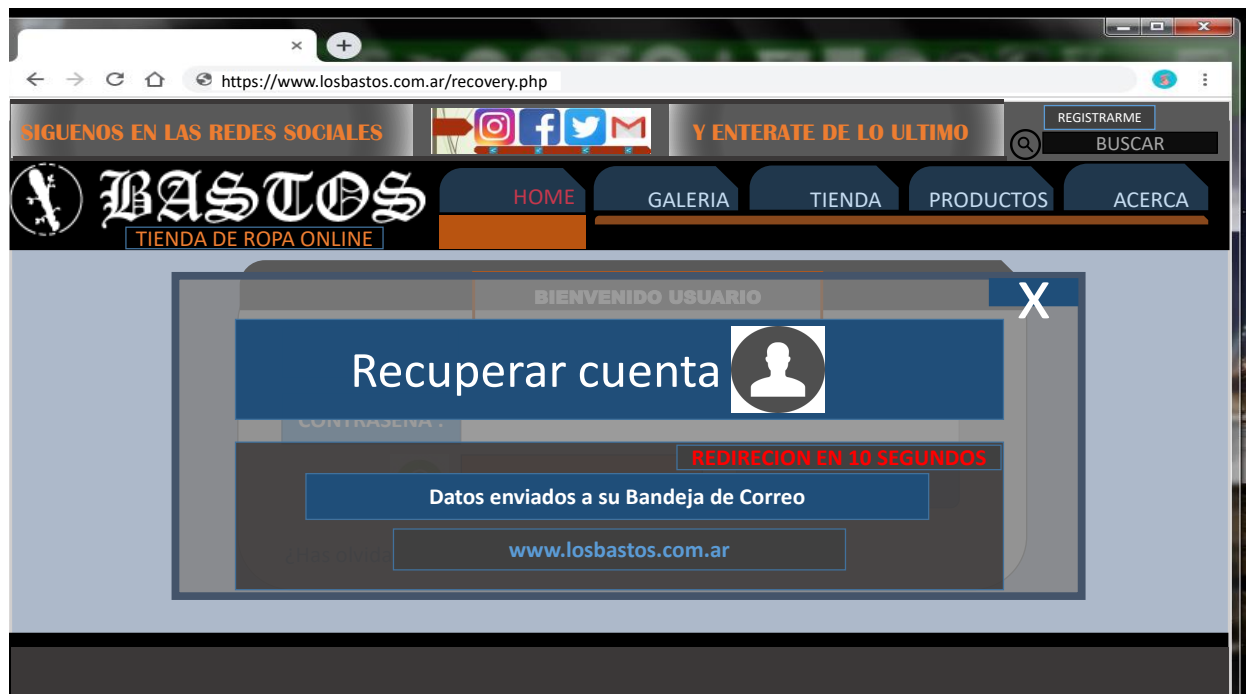 https://www.losbastos.com.ar/recovery.php
SIGUENOS EN LAS REDES SOCIALES
Y ENTERATE DE LO ULTIMO
REGISTRARME
BUSCAR
BASTOS
TIENDA DE ROPA ONLINE
HOME
GALERIA
TIENDA
PRODUCTOS
ACERCA
BIENVENIDO USUARIO
X
Recuperar cuenta
CONTRASEÑA :
REDIRECION EN 10 SEGUNDOS
Datos enviados a su Bandeja de Correo
¿Has
www.losbastos.com.ar